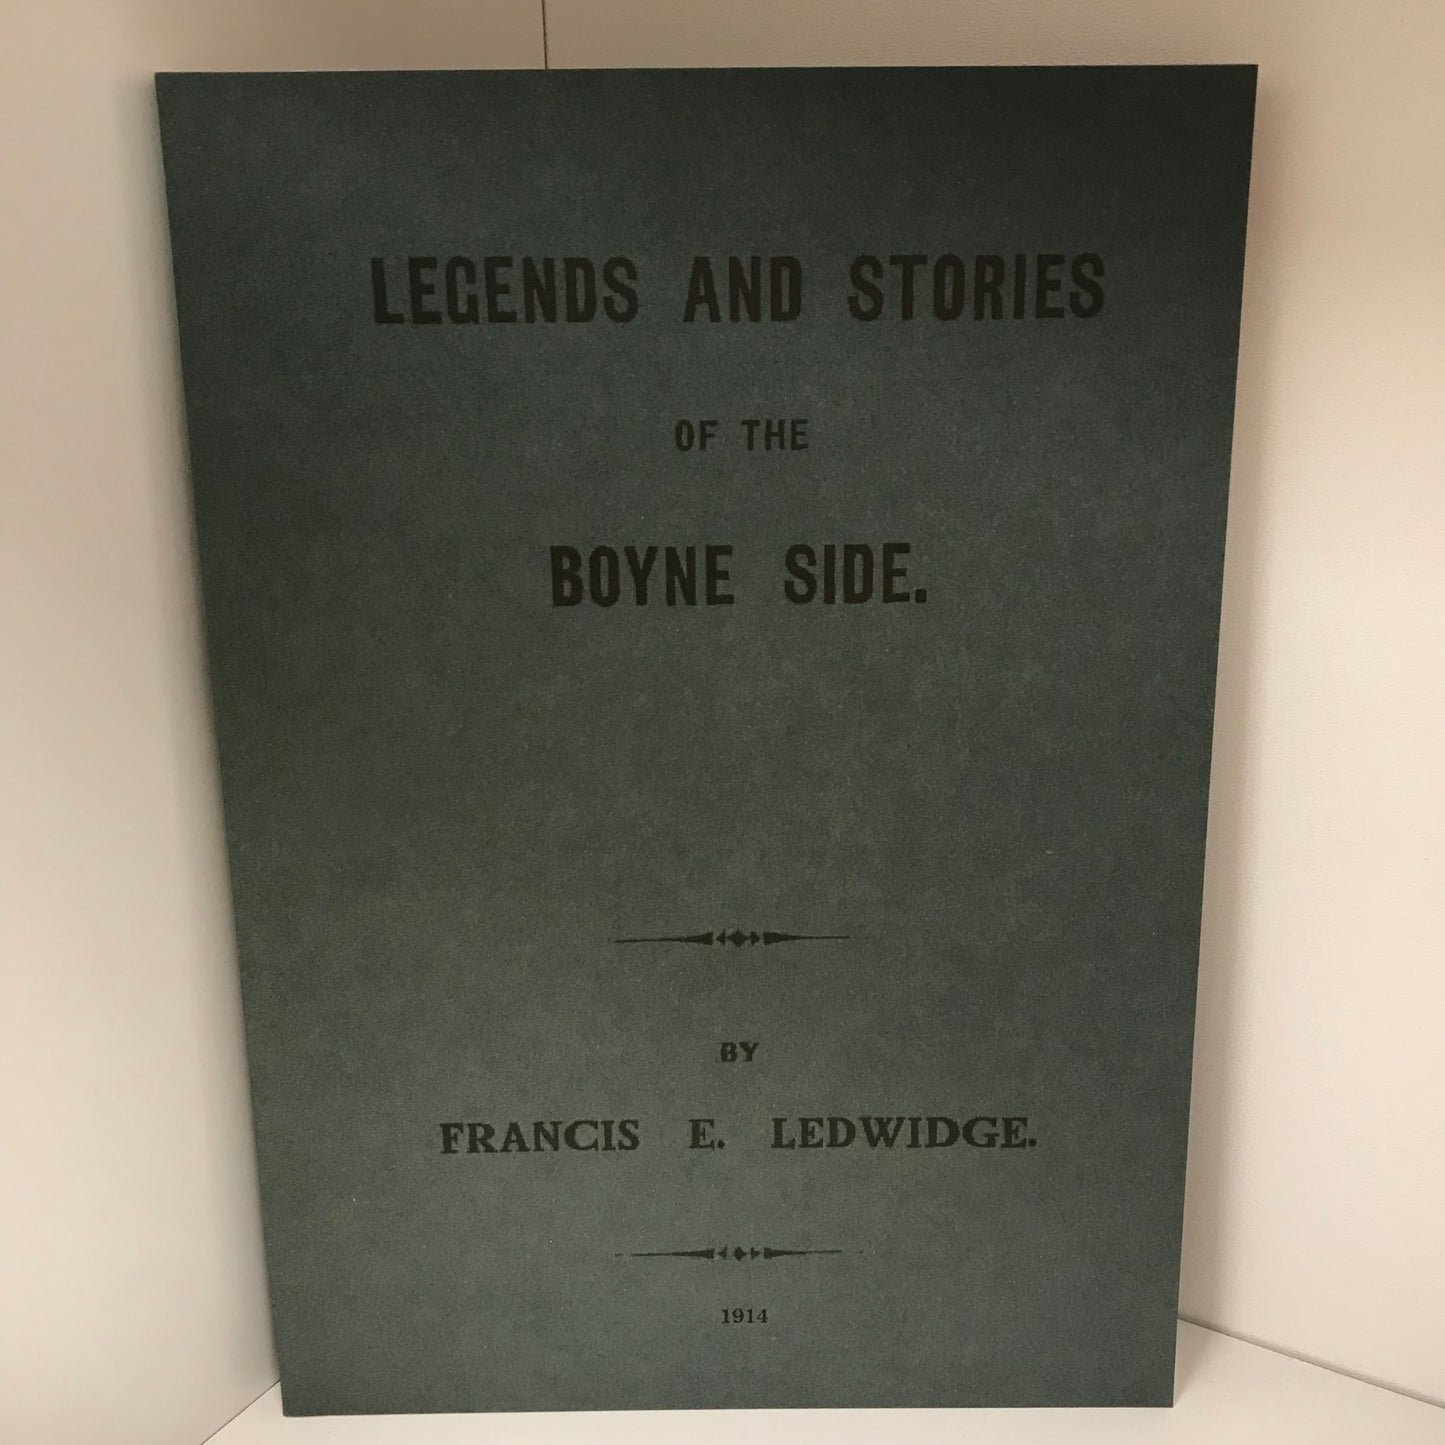 LEGENDS AND STORIES
OF THE
BOYNE SIDE.
BY
FRANCIS E. LEDWIDGE.
1914